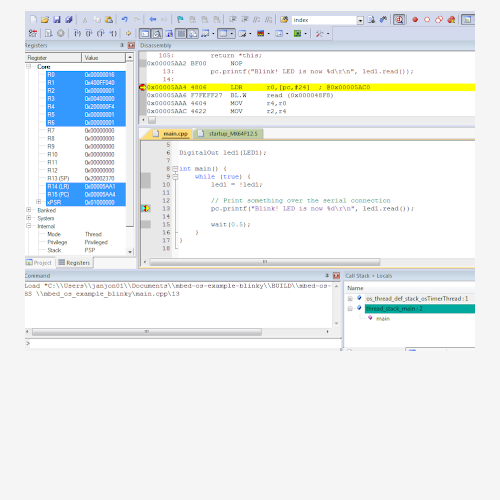 index
Registers
Register Value
Core
R0 0x00000016
R1 0x400FF040
R2 0x00000001
R3 0x00400000
R4 0x200000F4
R5 0x00000001
R6 0x00000001
R7 0x00000000
R8 0x00000000
R9 0x00000000
R10 0x00000000
R11 0x00000000
R12 0x00000000
R13 (SP) 0x20002370
R14 (LR) 0x00005AA1
R15 (PC) 0x00005AA4
xPSR 0x01000000
Banked
System
Internal
Mode Thread
Privilege Privileged
Stack PSP
Project Registers
Disassembly
105: return *this;
0x00005AA2 BF00 NOP
13: pc.printf("Blink! LED is now %d\r\n", led1.read());
14:
0x00005AA4 4806 LDR r0,[pc,#24] ; @0x00005AC0
0x00005AA6 F7FEFF27 BL.W read (0x000048F8)
0x00005AAA 4604 MOV r4,r0
0x00005AAC 4622 MOV r2,r4
main.cpp startup_MK64F12.S
5
6 DigitalOut led1(LED1);
7
8 int main() {
9 while (true) {
10 led1 = !led1;
11
12 // Print something over the serial connection
13 pc.printf("Blink! LED is now %d\r\n", led1.read());
14
15 wait(0.5);
16 }
17 }
18
Command
Load "C:\\Users\\janjon01\\Documents\\mbed-os-example-blinky\\BUILD\\mbed-os-
BS \\mbed_os_example_blinky\main.cpp\13
>
Call Stack + Locals
Name
os_thread_def_stack_osTimerThread : 1
thread_stack_main : 2
main